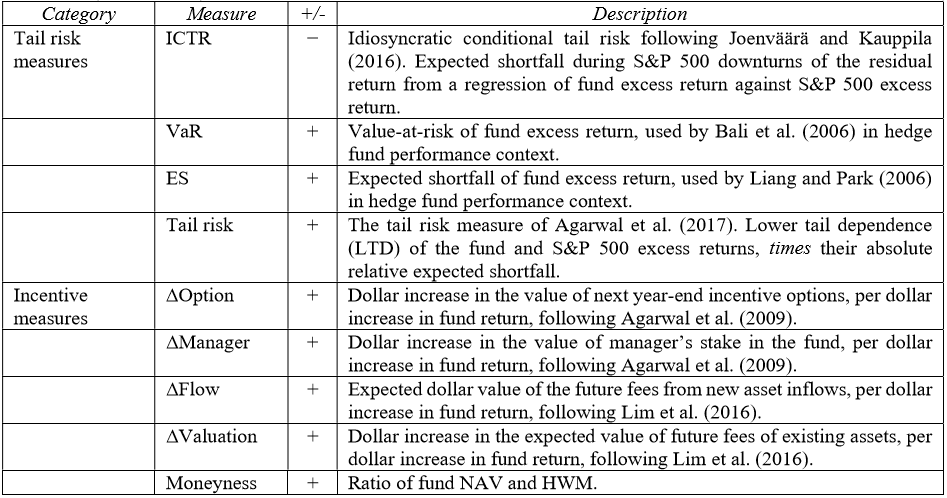 Category Measure +/- Description
Tail risk measures ICTR − Idiosyncratic conditional tail risk following Joenväärä and Kauppila
(2016). Expected shortfall during S&P 500 downturns of the residual
return from a regression of fund excess return against S&P 500 excess
return.
VaR + Value-at-risk of fund excess return, used by Bali et al. (2006) in hedge
fund performance context.
ES + Expected shortfall of fund excess return, used by Liang and Park (2006)
in hedge fund performance context.
Tail risk + The tail risk measure of Agarwal et al. (2017). Lower tail dependence
(LTD) of the fund and S&P 500 excess returns, times their absolute
relative expected shortfall.
Incentive measures ΔOption + Dollar increase in the value of next year-end incentive options, per dollar
increase in fund return, following Agarwal et al. (2009).
ΔManager + Dollar increase in the value of manager’s stake in the fund, per dollar
increase in fund return, following Agarwal et al. (2009).
ΔFlow + Expected dollar value of the future fees from new asset inflows, per dollar
increase in fund return, following Lim et al. (2016).
ΔValuation + Dollar increase in the expected value of future fees of existing assets, per
dollar increase in fund return, following Lim et al. (2016).
Moneyness + Ratio of fund NAV and HWM.